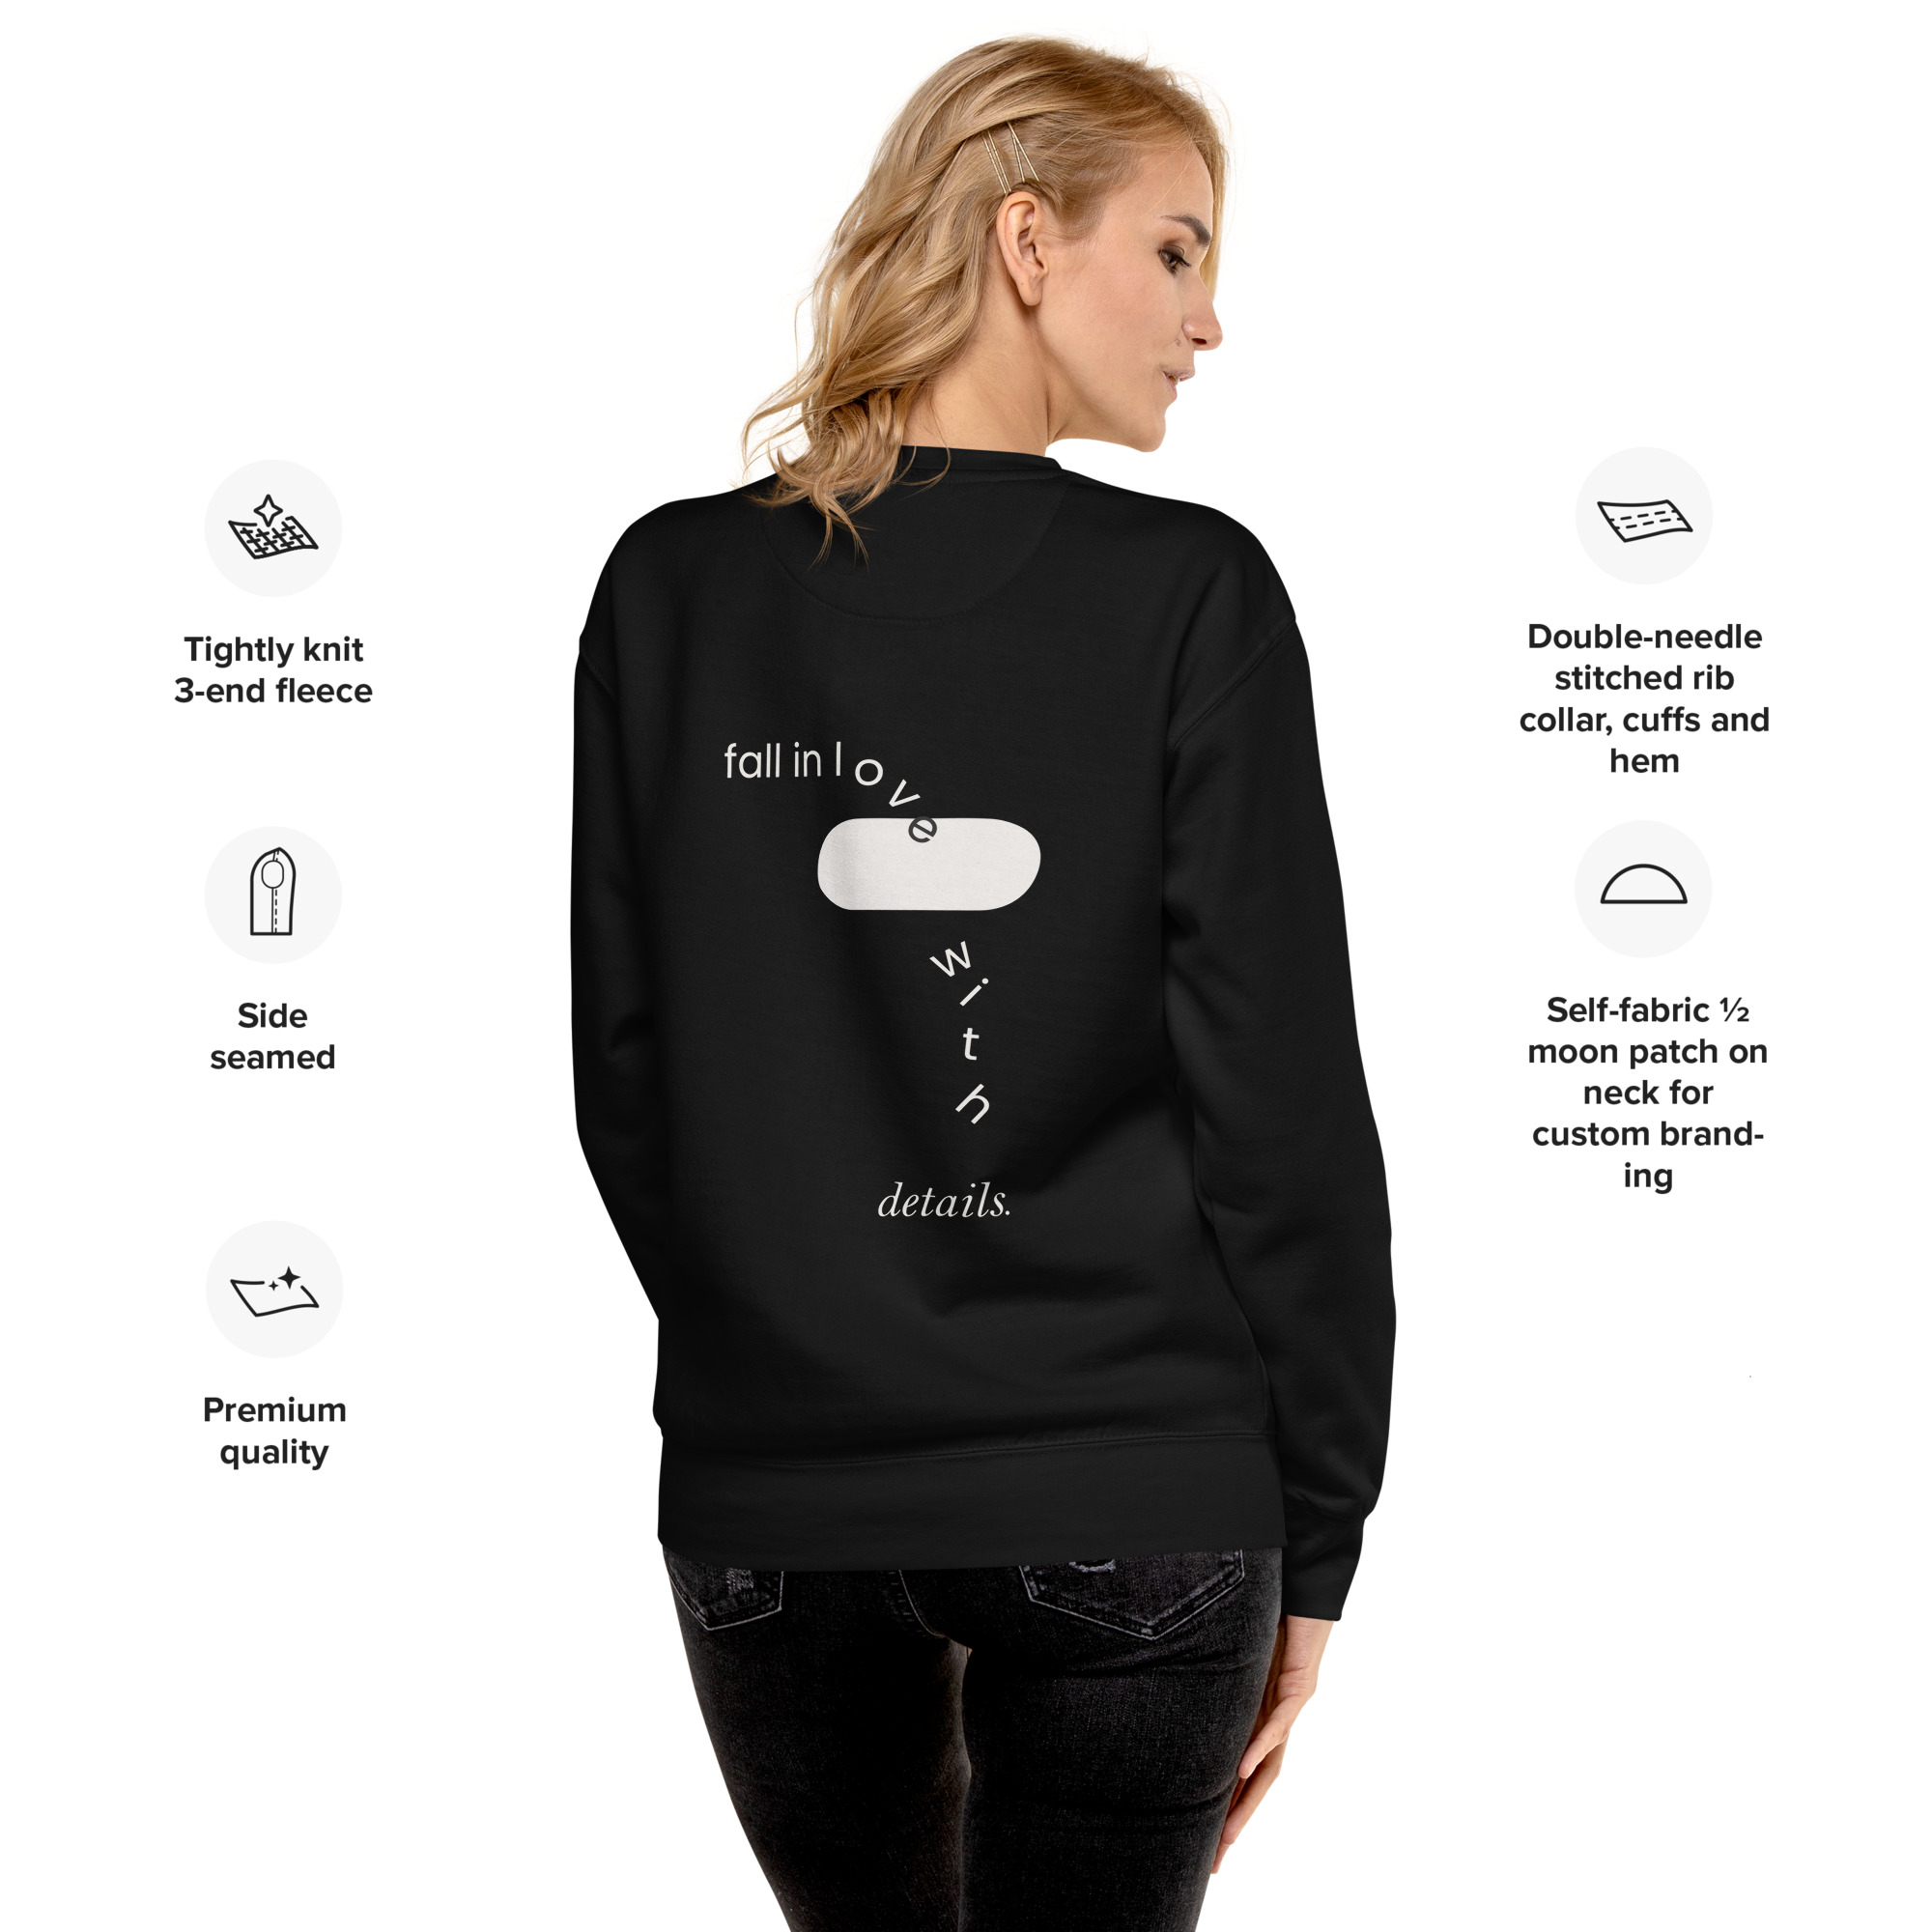 Tightly knit
3-end fleece
Side
seamed
Premium
quality
fall in love
with
details.
Double-needle
stitched rib
collar, cuffs and
hem
Self-fabric ½
moon patch on
neck for
custom brand-
ing